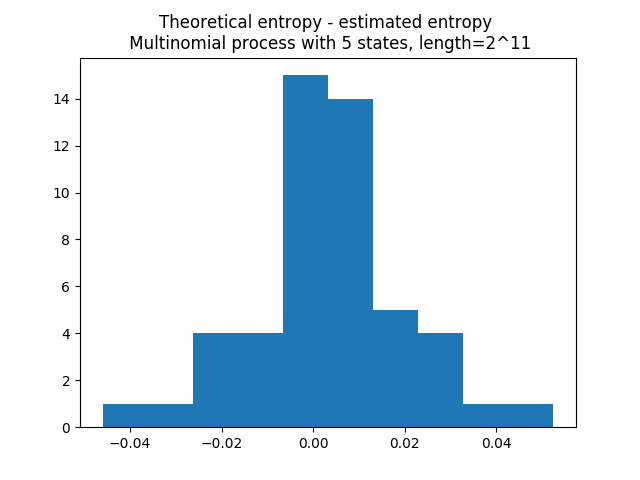 Theoretical entropy - estimated entropy
Multinomial process with 5 states, length=2^11
14
12
10
8
6
4
2
0
−0.04 −0.02 0.00 0.02 0.04